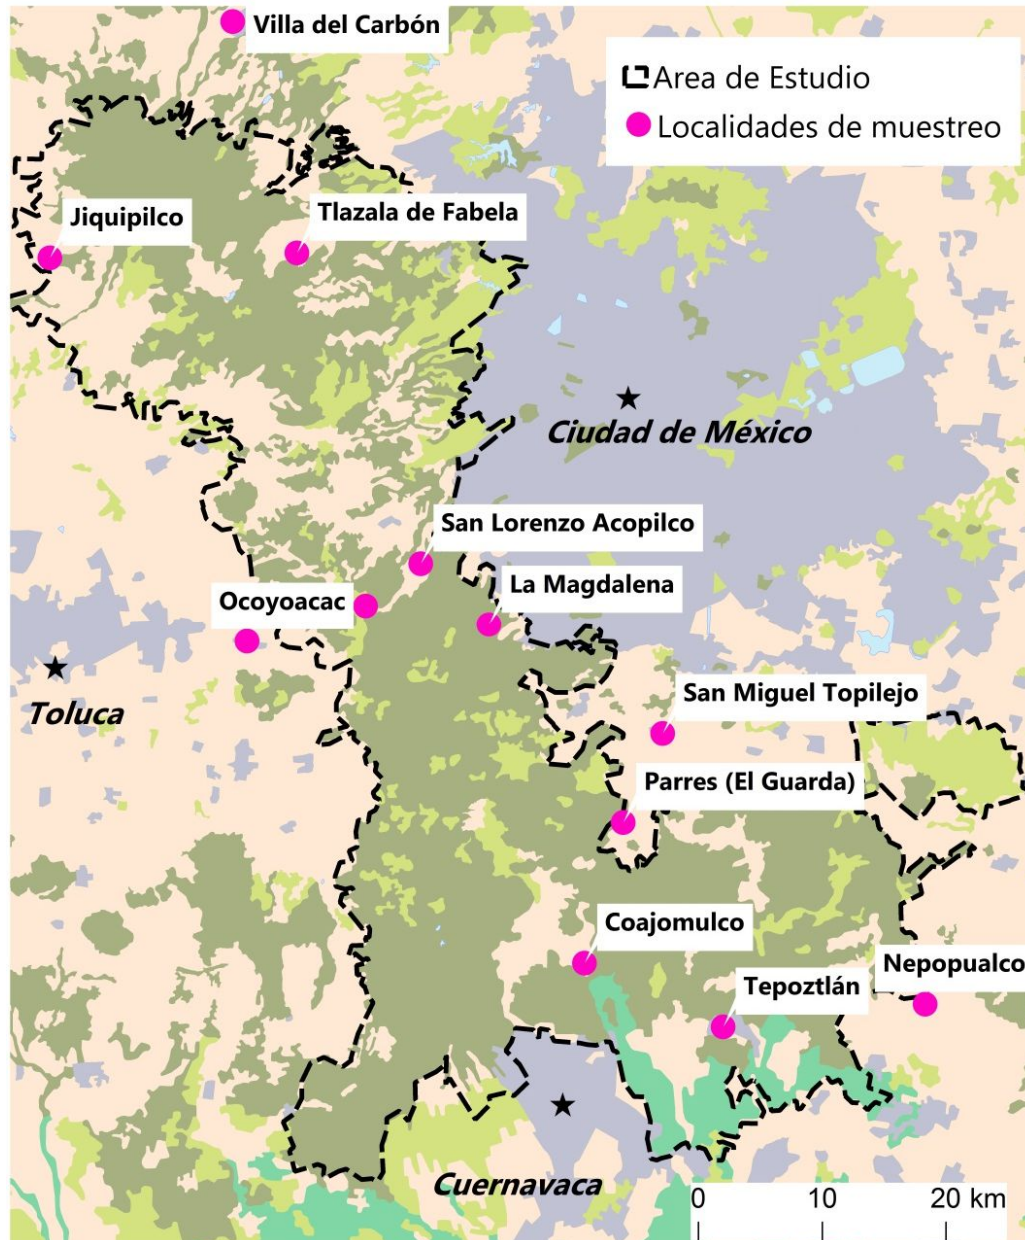 Villa del Carbón
Area de Estudio
Localidades de muestreo
Jiquipilco
Tlazala de Fabela
Ciudad de México
San Lorenzo Acopilco
La Magdalena
Ocoyoacac
San Miguel Topilejo
Toluca
Parres (El Guarda)
Coajomulco
Nepopualco
Tepoztlán
Cuernavaca
0 10 20 km